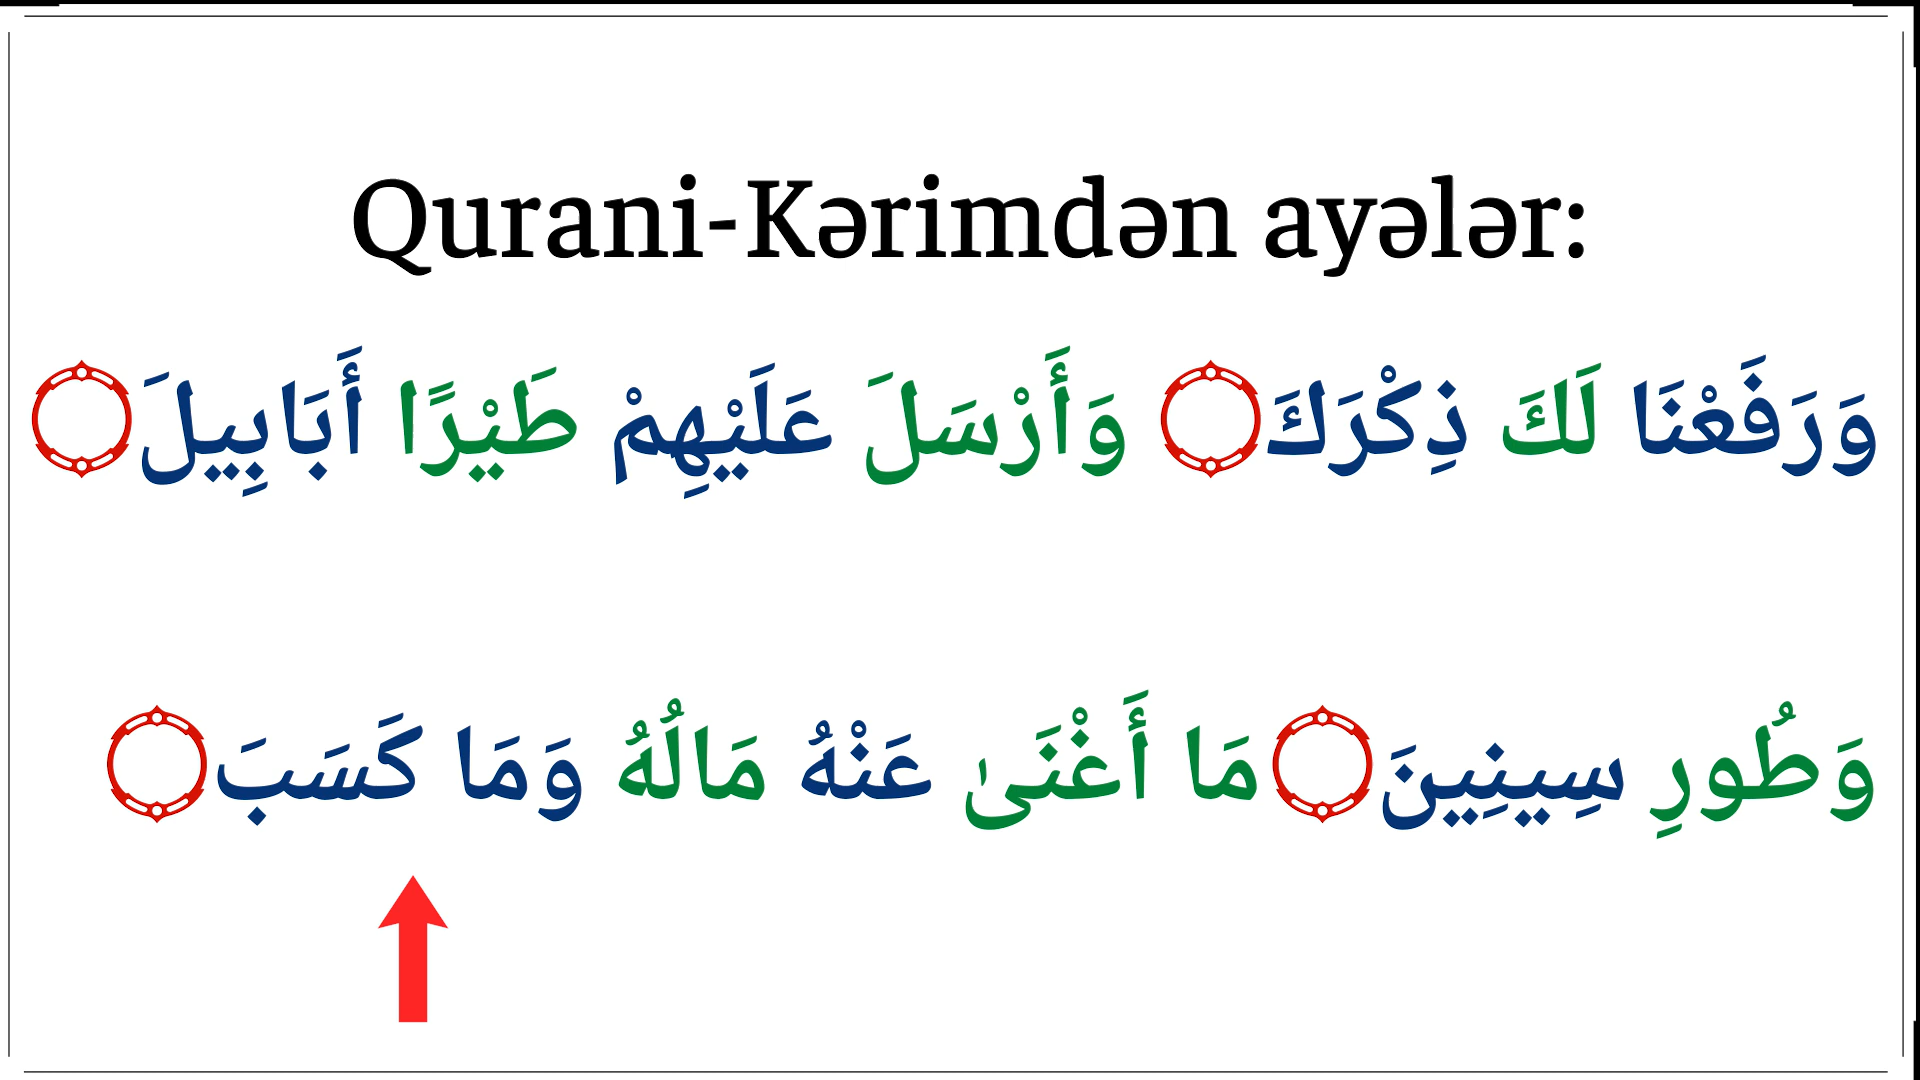 Qurani-Kərimdən ayələr:
وَرَفَعْنَا لَكَ ذِكْرَكَ۝ وَأَرْسَلَ عَلَيْهِمْ طَيْرًا أَبَابِيلَ۝
وَطُورِ سِينِينَ۝ مَا أَغْنَىٰ عَنْهُ مَالُهُ وَمَا كَسَبَ۝